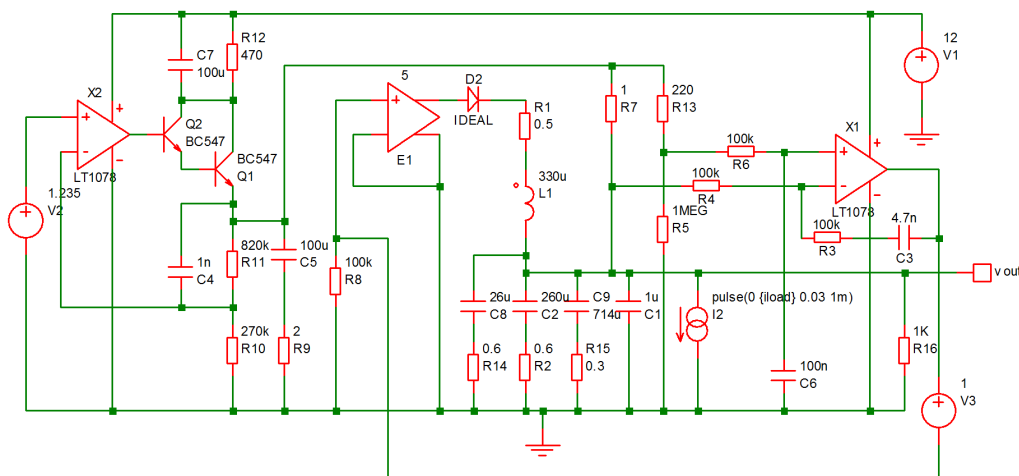 R12
470
C7
100u
X2
+
+
-
-
LT1078
Q2
BC547
BC547
Q1
1.235
V2
+
1n
C4
820k
R11
100u
C5
270k
R10
2
R9
100k
R8
5
+
E1
D2
IDEAL
R1
0.5
330u
L1
26u
C8
260u
C2
C9
714u
1u
C1
0.6
R14
0.6
R2
R15
0.3
pulse(0 {iload} 0.03 1m)
I2
1
R7
220
R13
100k
R6
100k
R4
1MEG
R5
X1
+
+
-
-
LT1078
100k
R3
4.7n
C3
12
V1
+
v out
1K
R16
100n
C6
1
V3
+